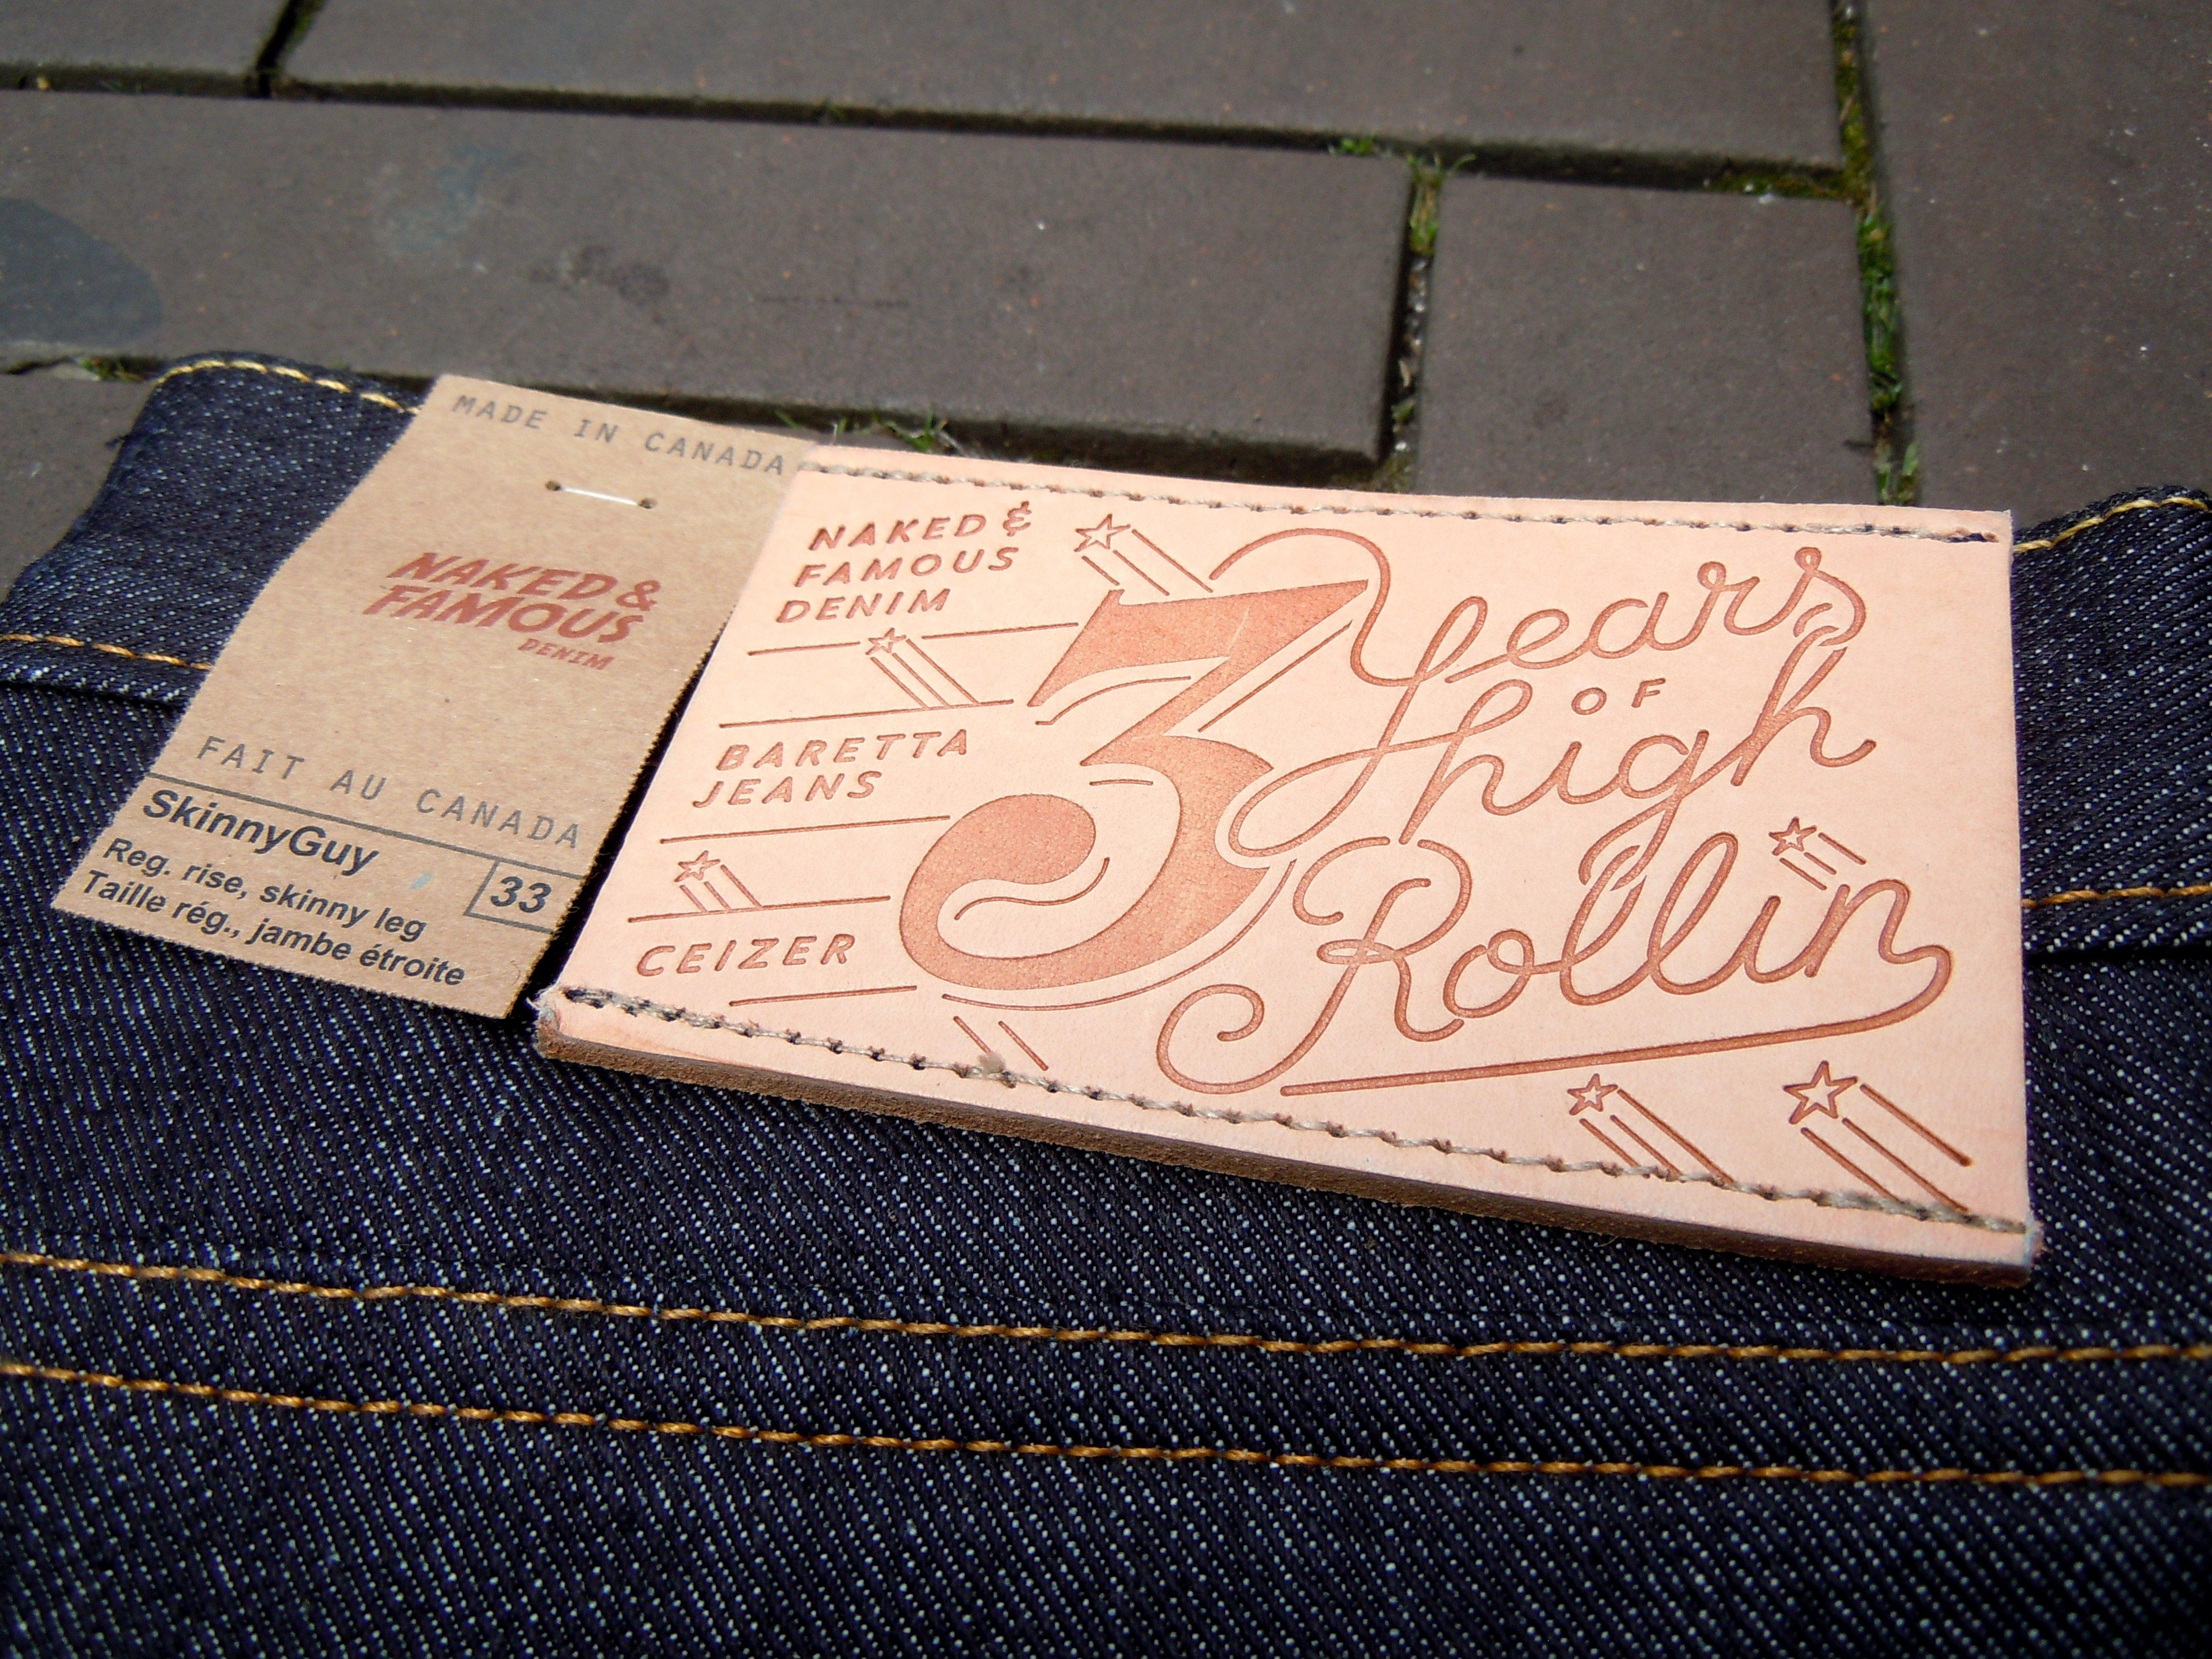 MADE IN CANADA
NAKED &
FAMOUS
DENIM
FAIT AU CANADA
SkinnyGuy
33
Reg. rise, skinny leg
Taille rég., jambe étroite
NAKED &
FAMOUS
DENIM
BARETTA
JEANS
CEIZER
3 Years
OF
high
Rollin